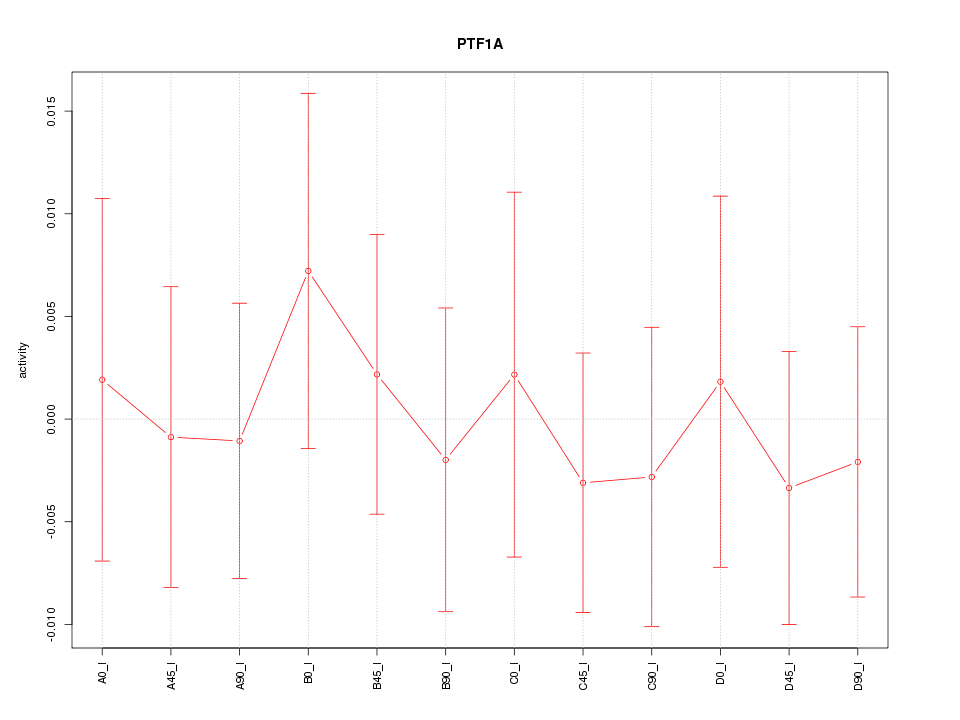 PTF1A
activity
0.015
0.010
0.005
0.000
-0.005
-0.010
A0_I
A45_I
A90_I
B0_I
B45_I
B90_I
C0_I
C45_I
C90_I
D0_I
D45_I
D90_I